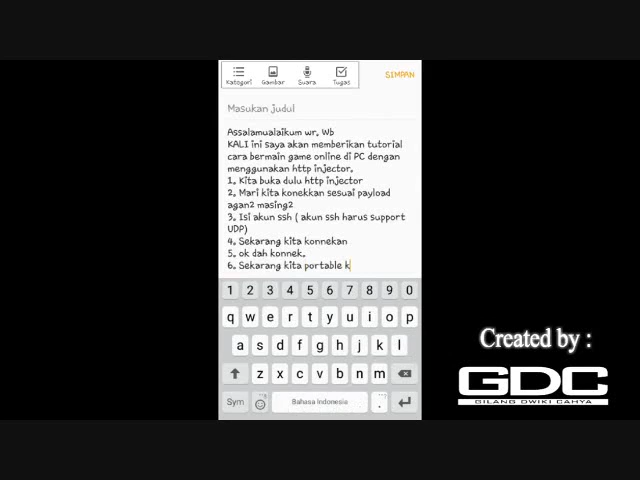 Kategori Gambar Suara Tugas SIMPAN
Masukan judul
Assalamualaikum wr. Wb
KALI ini saya akan memberikan tutorial
cara bermain game online di PC dengan
menggunakan http injector.
1. Kita buka dulu http injector
2. Mari kita konekkan sesuai payload
agan2 masing2
3. Isi akun ssh ( akun ssh harus support
UDP)
4. Sekarang kita konnekan
5. ok dah konnek.
6. Sekarang kita portable k
1 2 3 4 5 6 7 8 9 0
q w e r t y u i o p
a s d f g h j k l
z x c v b n m
Sym Bahasa Indonesia .
Created by :
GDC
GILANG DWIKI CAHYA